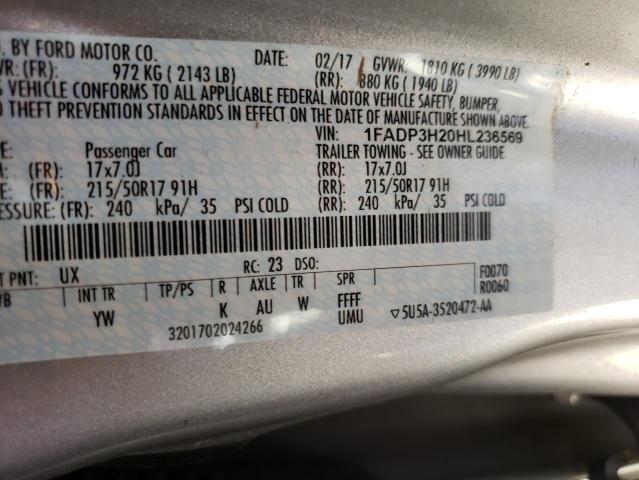 D. BY FORD MOTOR CO. DATE: 02/17 GVWR: 1810 KG ( 3990 LB)
WR: (FR): 972 KG ( 2143 LB) (RR): 880 KG ( 1940 LB)
S VEHICLE CONFORMS TO ALL APPLICABLE FEDERAL MOTOR VEHICLE SAFETY, BUMPER,
D THEFT PREVENTION STANDARDS IN EFFECT ON THE DATE OF MANUFACTURE SHOWN ABOVE.
VIN: 1FADP3H20HL236569
E: Passenger Car TRAILER TOWING - SEE OWNER GUIDE
(FR): 17x7.0J (RR): 17x7.0J
E: (FR): 215/50R17 91H (RR): 215/50R17 91H
ESSURE: (FR): 240 kPa/ 35 PSI COLD (RR): 240 kPa/ 35 PSI COLD
T PNT: UX RC: 23 DSO: F0070
WB INT TR TP/PS R AXLE TR SPR R0060
YW K AU W FFFF ▽5U5A-3520472-AA
3201702024266 UMU